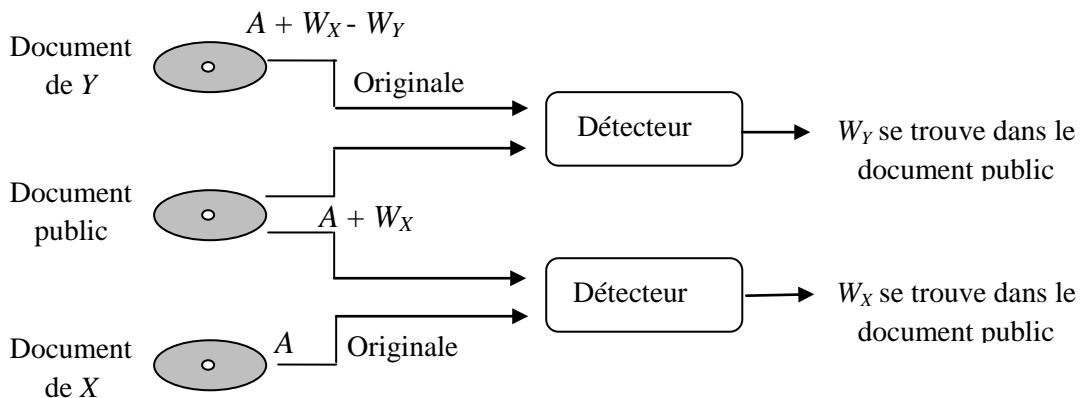 A + W_X - W_Y
Document
de Y
Originale
Détecteur
W_Y se trouve dans le
document public
Document
public
A + W_X
Détecteur
W_X se trouve dans le
document public
Document
de X
A
Originale